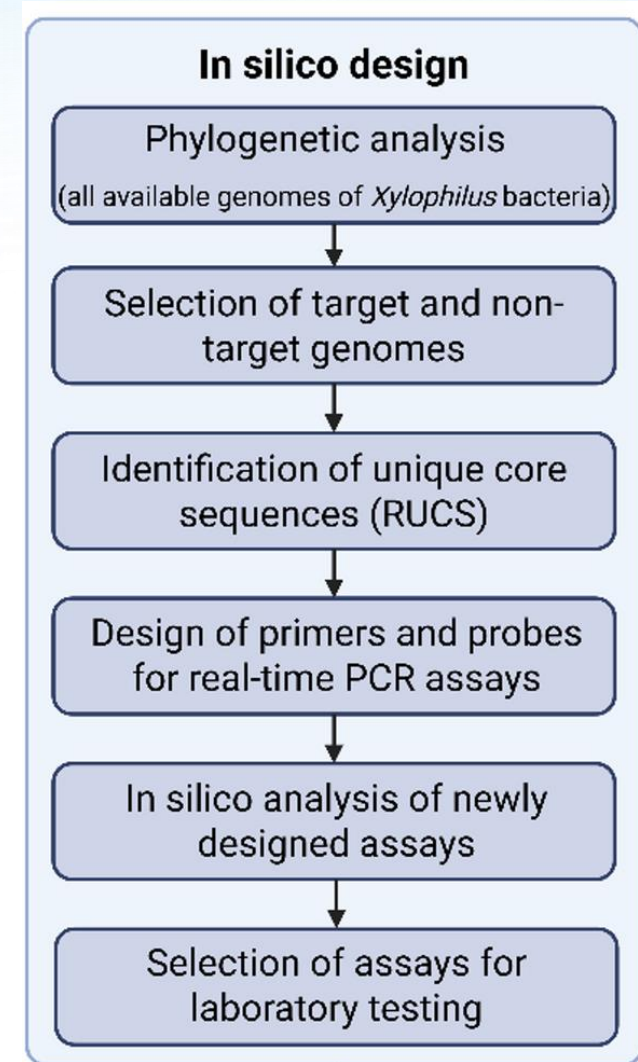 In silico design
Phylogenetic analysis
(all available genomes of Xylophilus bacteria)
Selection of target and non-
target genomes
Identification of unique core
sequences (RUCS)
Design of primers and probes
for real-time PCR assays
In silico analysis of newly
designed assays
Selection of assays for
laboratory testing